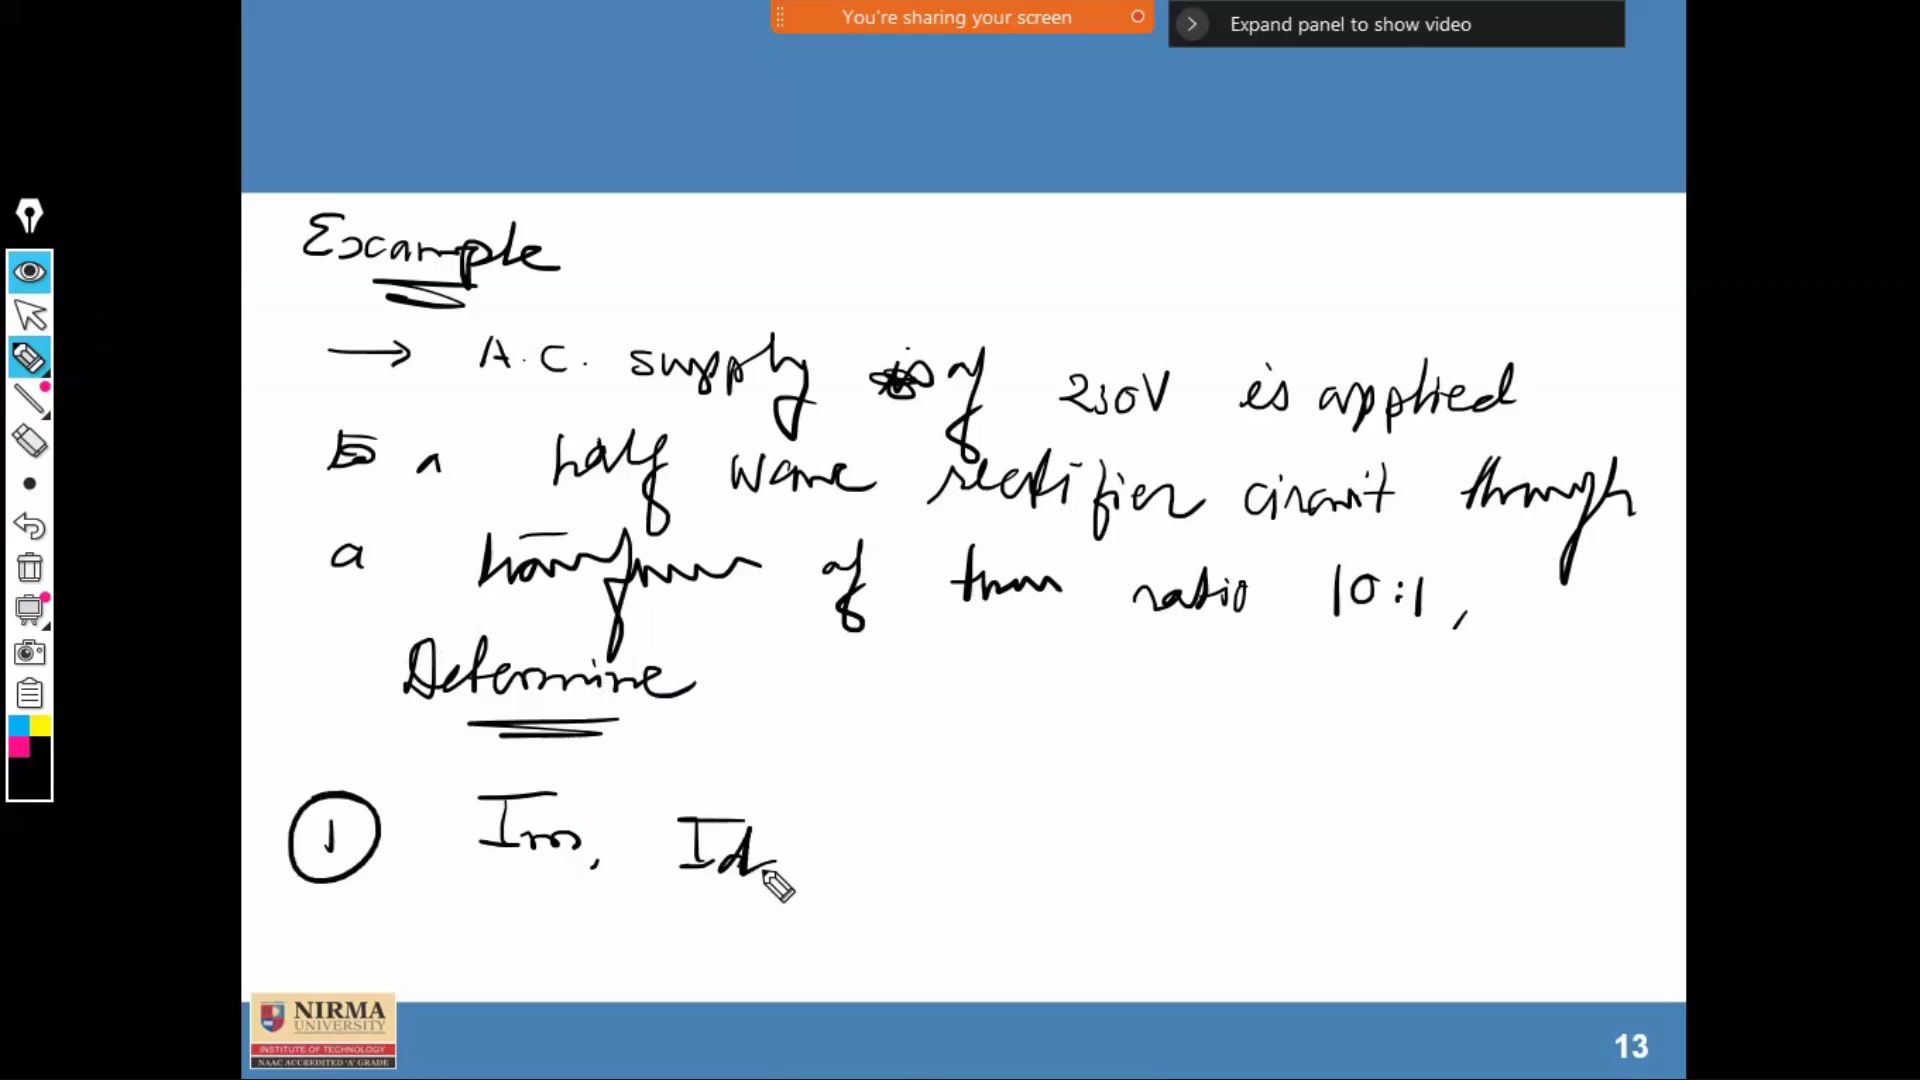 You're sharing your screen
Expand panel to show video
Example
→ A.C. supply of 230V is applied
to a half wave rectifier circuit through
a transformer of turn ratio 10:1,
Determine
1 Im, Id
NIRMA
UNIVERSITY
INSTITUTE OF TECHNOLOGY
NAAC ACCREDITED 'A' GRADE
13